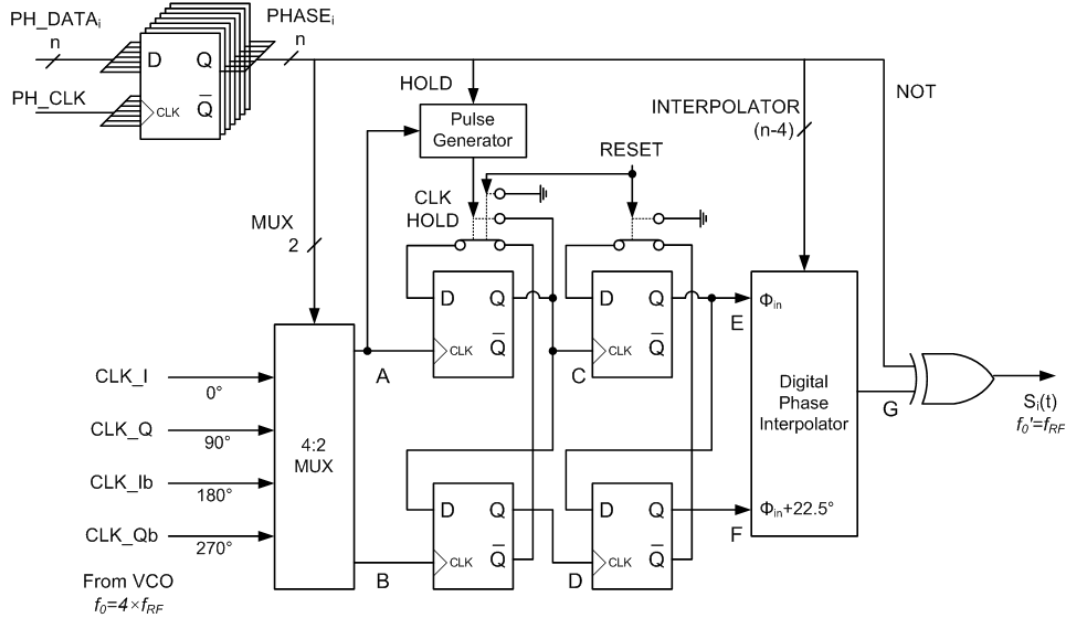 PH_DATAi
n
PHASEi
n
D Q
CLK Q̅
PH_CLK
HOLD
NOT
Pulse
Generator
INTERPOLATOR
(n-4)
RESET
CLK
HOLD
MUX
2
D Q
CLK Q̅
D Q
CLK Q̅
Φin
A
C
E
CLK_I
0°
CLK_Q
90°
CLK_Ib
180°
CLK_Qb
270°
4:2
MUX
Digital
Phase
Interpolator
G
Si(t)
f0'=fRF
D Q
CLK Q̅
D Q
CLK Q̅
Φin+22.5°
B
D
F
From VCO
f0=4×fRF